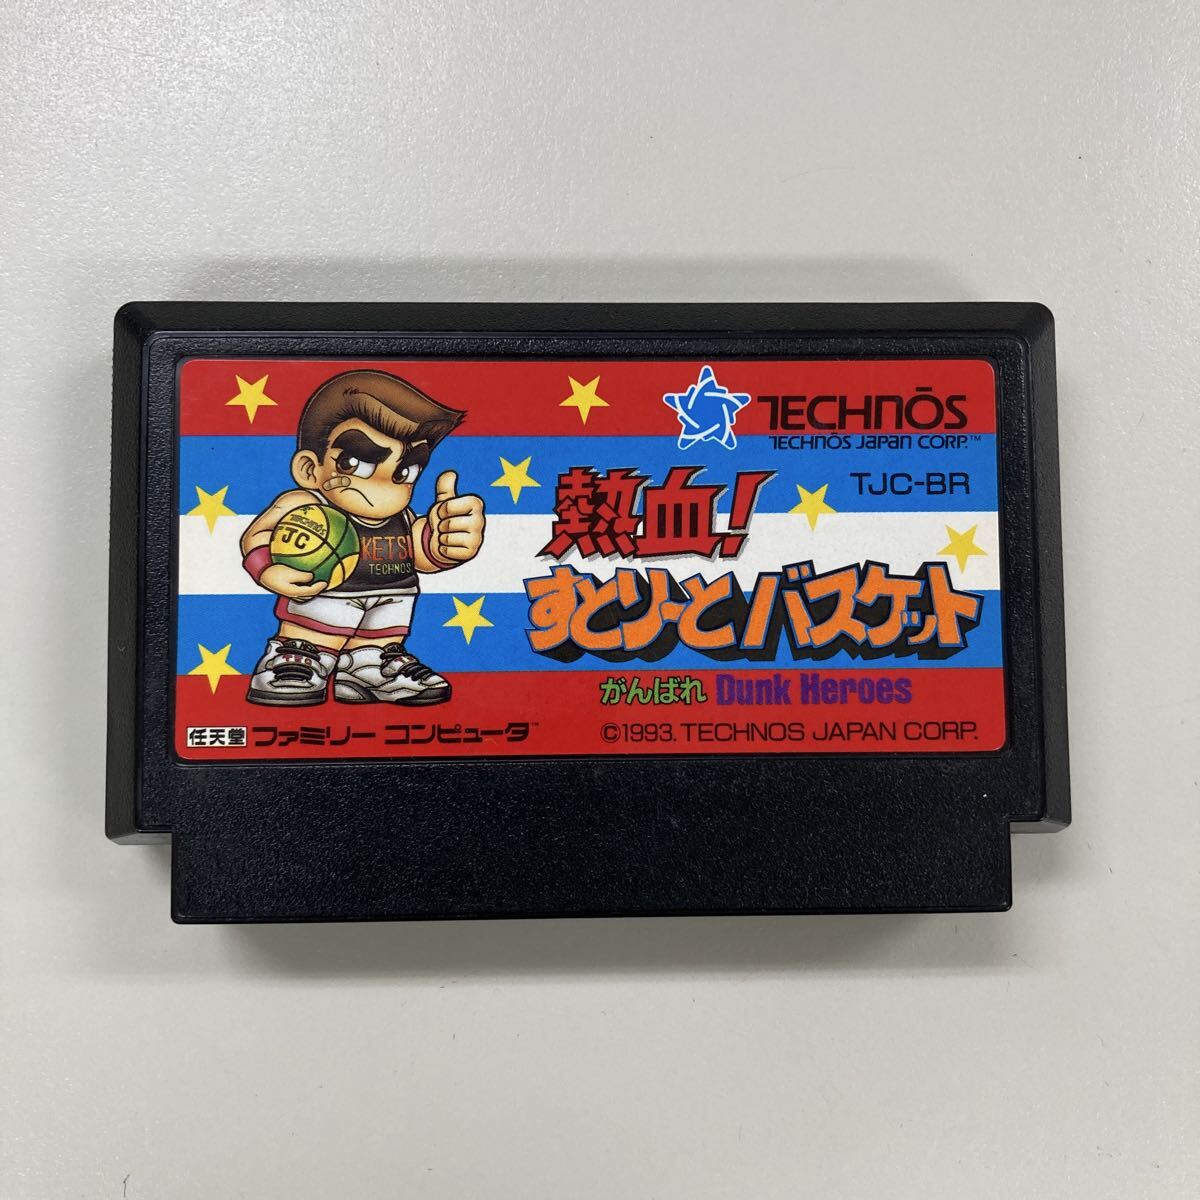 TECHNŌS
TECHNŌS JAPAN CORP.™
TJC-BR
熱血!
すとりーとバスケット
がんばれ Dunk Heroes
TECHNŌS
TJC
KETSU
TECHNOS
任天堂 ファミリー コンピュータ™
©1993. TECHNOS JAPAN CORP.